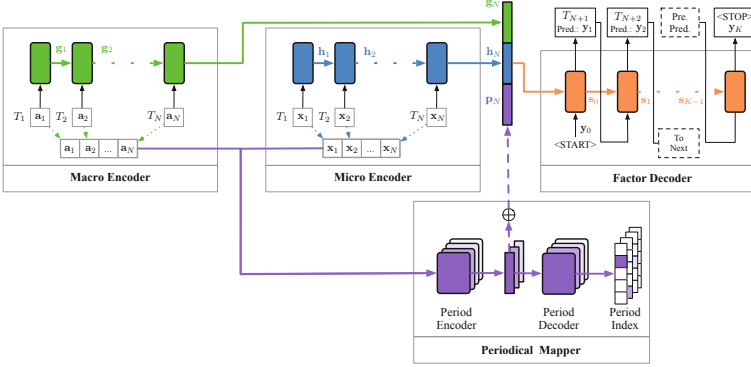 g_1 g_2
T_1 a_1 T_2 a_2 T_N a_N
a_1 a_2 ... a_N
Macro Encoder
h_1 h_2
T_1 x_1 T_2 x_2 T_N x_N
x_1 x_2 ... x_N
Micro Encoder
g_N
h_N
p_N
T_{N+1}
Pred.: y_1
T_{N+2}
Pred.: y_2
Pre.
Pred.
<STOP>
y_K
s_0 s_1 s_{K-1}
y_0
<START>
To
Next
Factor Decoder
⊕
Period
Encoder
Period
Decoder
Period
Index
Periodical Mapper